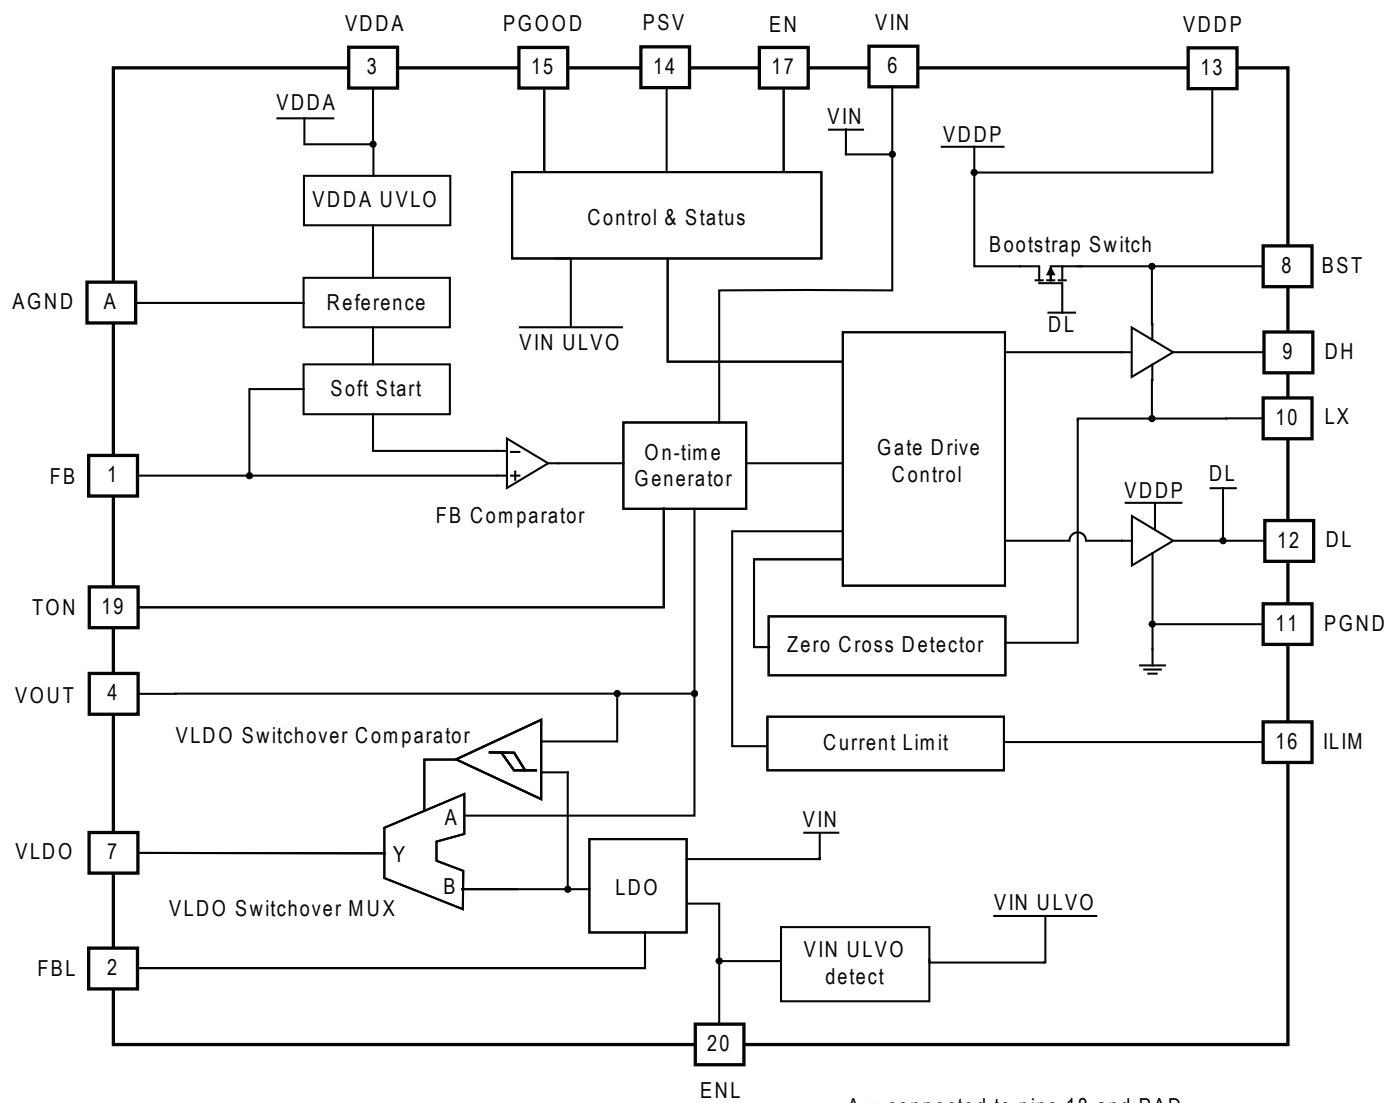 VDDA
PGOOD
PSV
EN
VIN
VDDP
3
15
14
17
6
13
VDDA
VIN
VDDP
VDDA UVLO
Control & Status
Bootstrap Switch
8
BST
DL
AGND
A
Reference
VIN ULVO
9
DH
Soft Start
10
LX
FB
1
-
+
On-time
Generator
Gate Drive
Control
FB Comparator
VDDP
DL
12
DL
TON
19
11
PGND
Zero Cross Detector
VOUT
4
VLDO Switchover Comparator
Current Limit
16
ILIM
A
VIN
VLDO
7
Y
B
LDO
VLDO Switchover MUX
VIN ULVO
VIN ULVO
detect
FBL
2
20
ENL